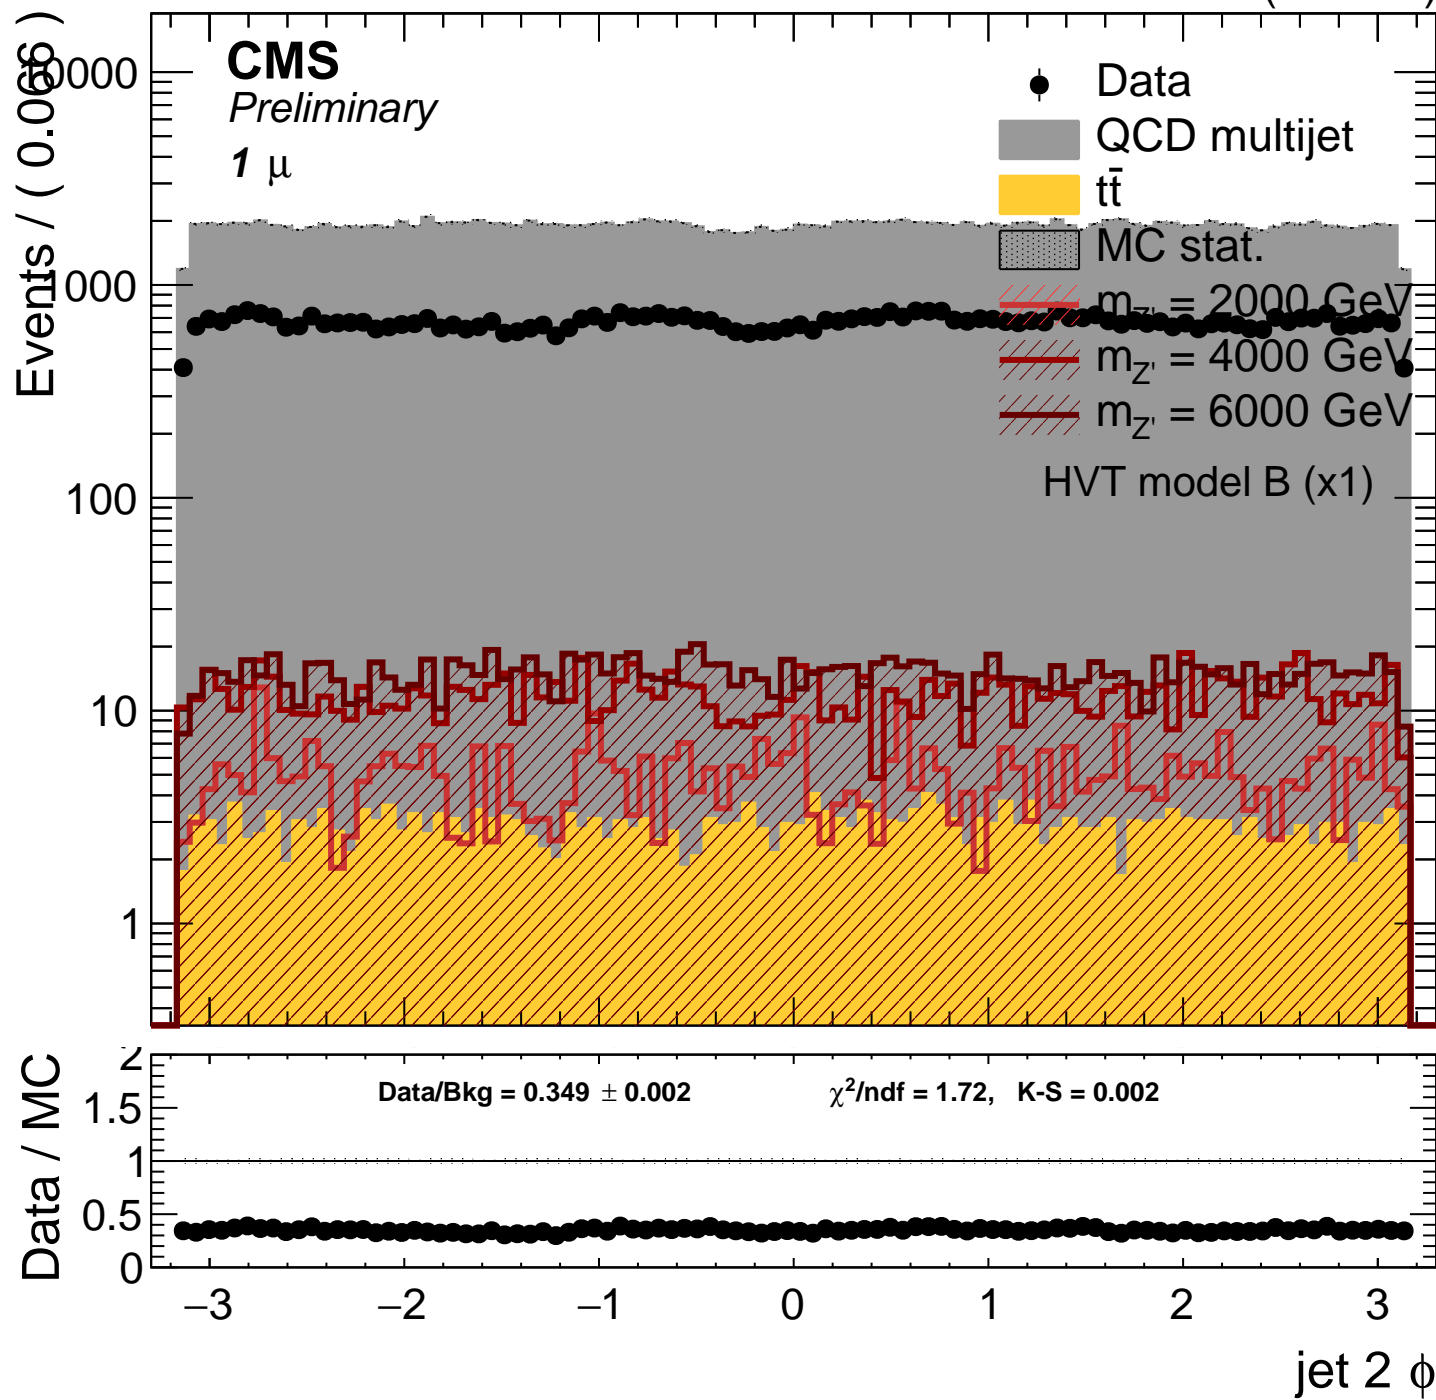 CMS
Preliminary
1 μ
Data
QCD multijet
tt̄
MC stat.
m_Z' = 2000 GeV
m_Z' = 4000 GeV
m_Z' = 6000 GeV
HVT model B (x1)
Events / ( 0.066 )
10000
1000
100
10
1
Data/Bkg = 0.349 ± 0.002
χ²/ndf = 1.72, K-S = 0.002
Data / MC
2
1.5
1
0.5
0
−3 −2 −1 0 1 2 3
jet 2 ϕ